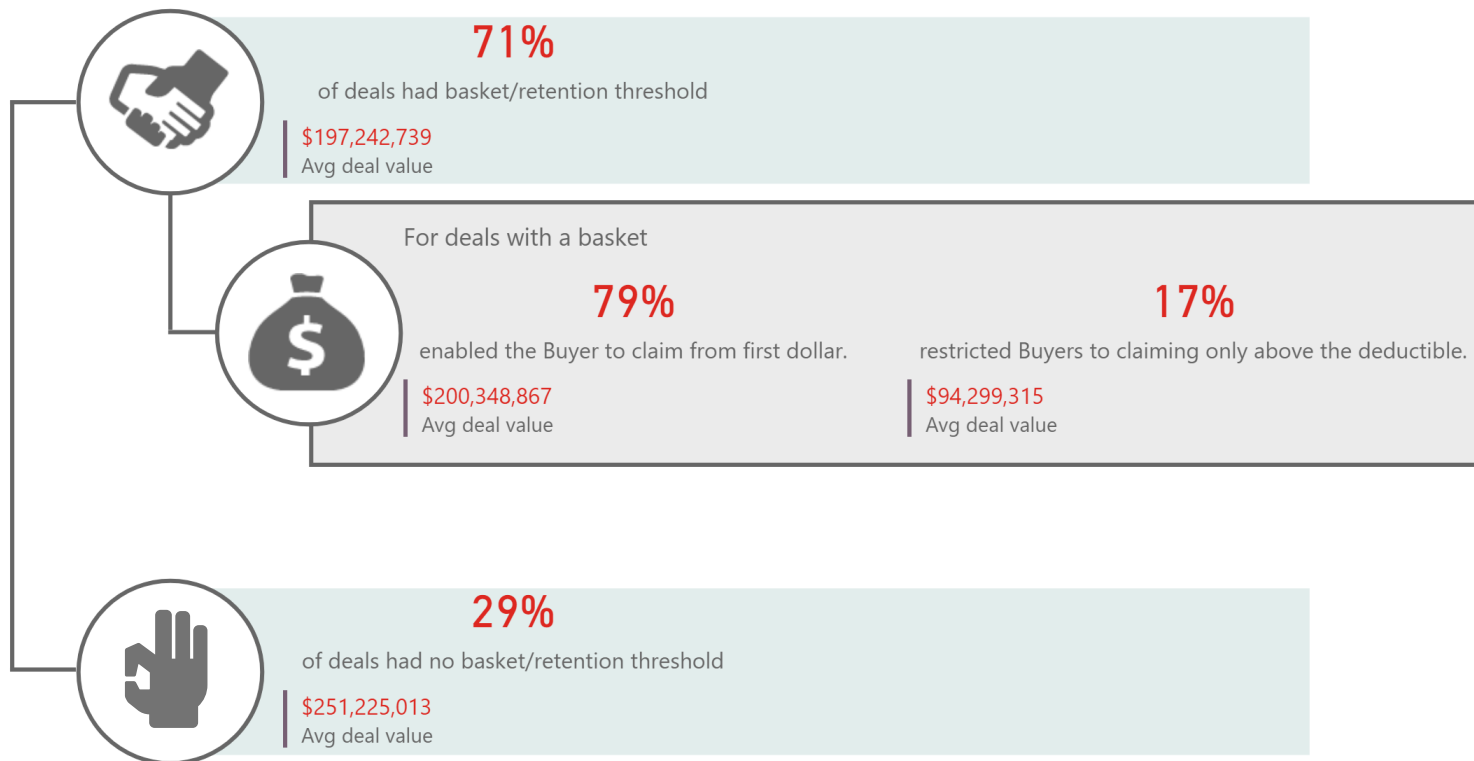 71%
of deals had basket/retention threshold
$197,242,739
Avg deal value
For deals with a basket
79%
enabled the Buyer to claim from first dollar.
$200,348,867
Avg deal value
17%
restricted Buyers to claiming only above the deductible.
$94,299,315
Avg deal value
$
29%
of deals had no basket/retention threshold
$251,225,013
Avg deal value